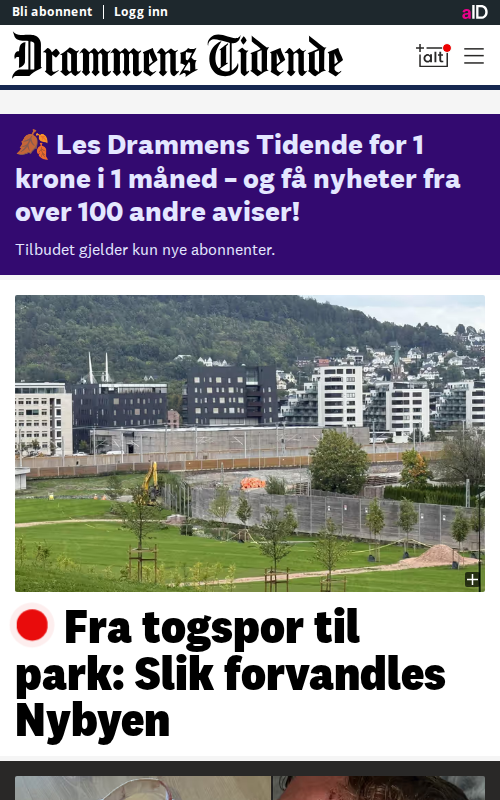 Bli abonnent
Logg inn
aID
Drammens Tidende
+alt
Les Drammens Tidende for 1
krone i 1 måned – og få nyheter fra
over 100 andre aviser!
Tilbudet gjelder kun nye abonnenter.
Fra togspor til
park: Slik forvandles
Nybyen